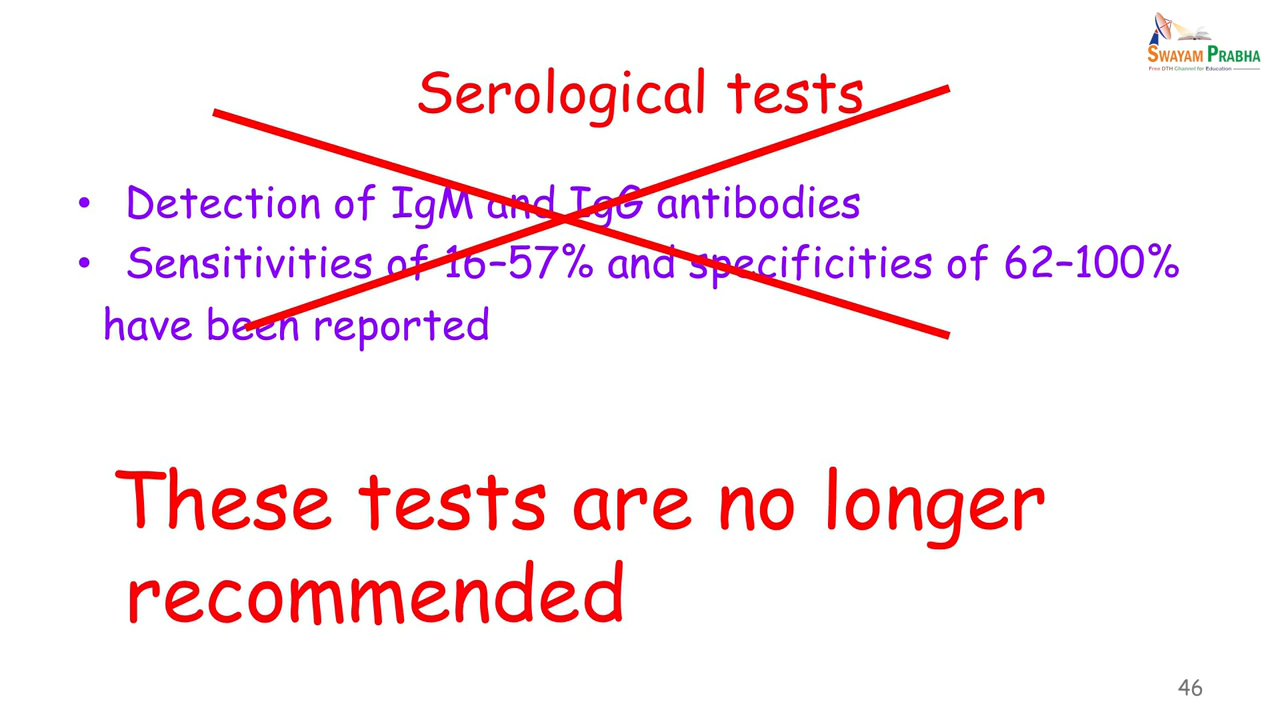 SWAYAM PRABHA
Free DTH Channel for Education
Serological tests
• Detection of IgM and IgG antibodies
• Sensitivities of 16–57% and specificities of 62–100%
have been reported
These tests are no longer
recommended
46